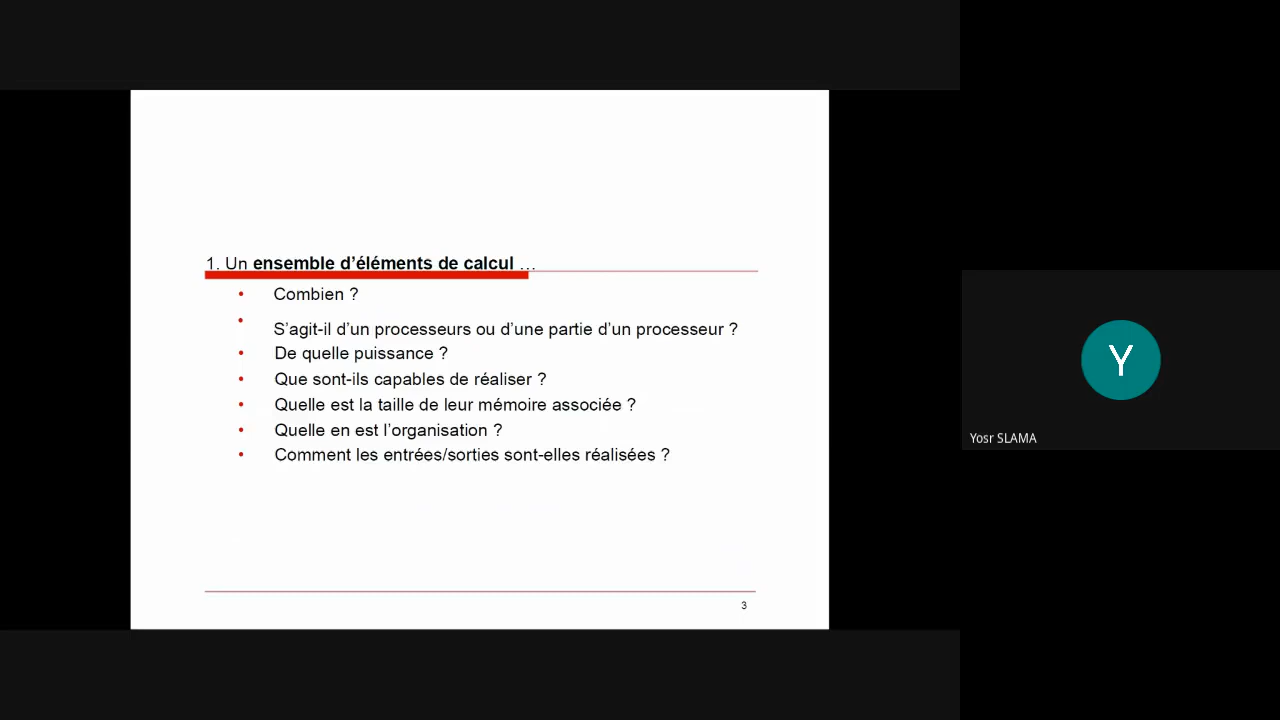 1. Un ensemble d'éléments de calcul …
• Combien ?
• S'agit-il d'un processeurs ou d'une partie d'un processeur ?
• De quelle puissance ?
• Que sont-ils capables de réaliser ?
• Quelle est la taille de leur mémoire associée ?
• Quelle en est l'organisation ?
• Comment les entrées/sorties sont-elles réalisées ?
3
Y
Yosr SLAMA